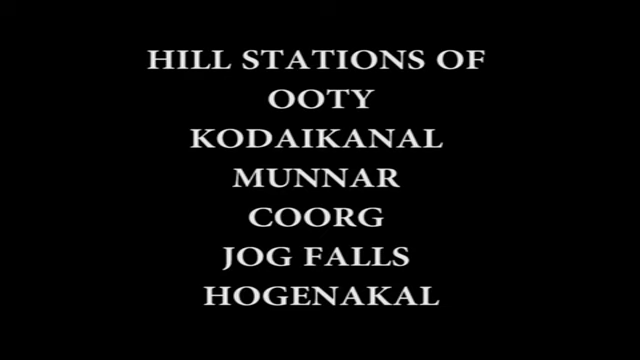 HILL STATIONS OF
OOTY
KODAIKANAL
MUNNAR
COORG
JOG FALLS
HOGENAKAL